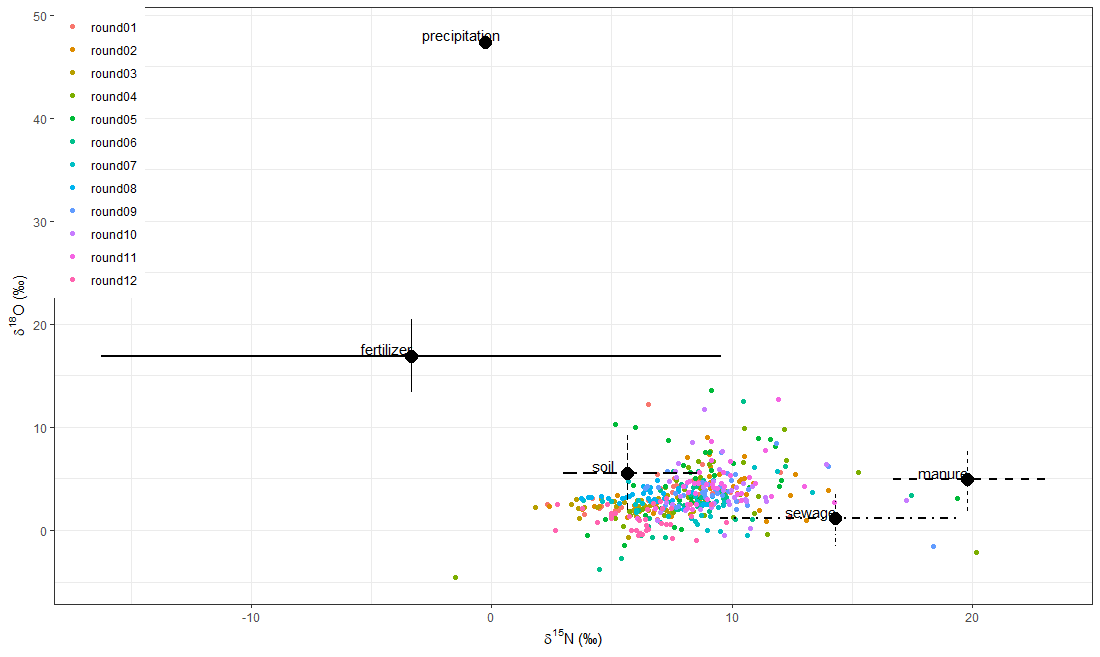 50
40
30
20
10
0
δ18O (‰)
round01
round02
round03
round04
round05
round06
round07
round08
round09
round10
round11
round12
precipitation
fertilizer
soil
manure
sewage
-10
0
10
20
δ15N (‰)